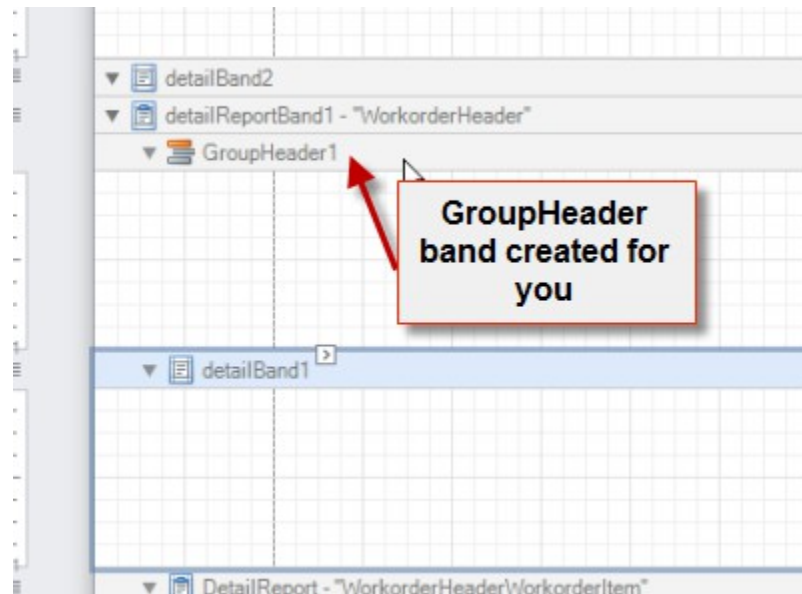 detailBand2
detailReportBand1 - "WorkorderHeader"
GroupHeader1
GroupHeader
band created for
you
detailBand1
DetailReport - "WorkorderHeaderWorkorderItem"